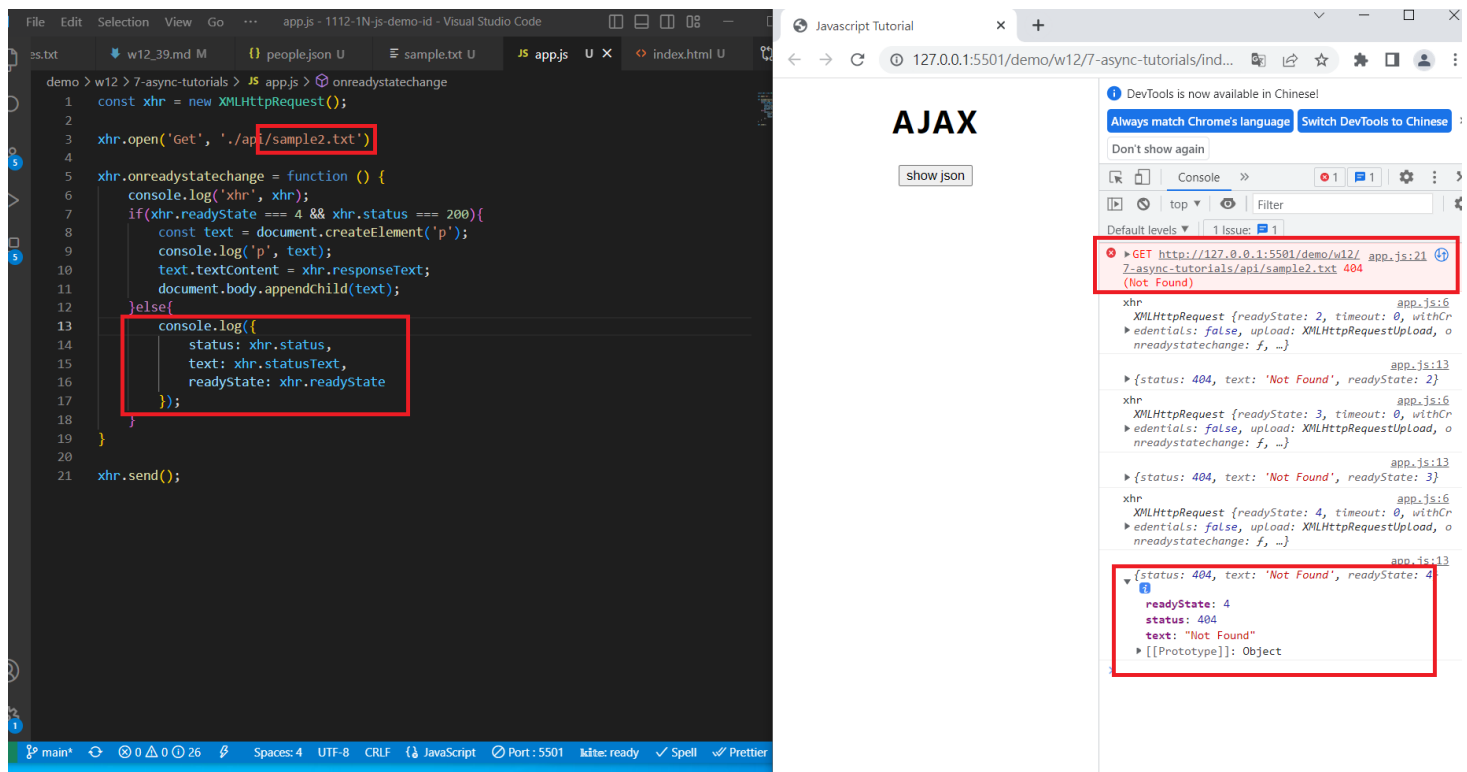 File Edit Selection View Go ··· app.js - 1112-1N-js-demo-id - Visual Studio Code
es.txt w12_39.md M {} people.json U sample.txt U JS app.js U index.html U
demo > w12 > 7-async-tutorials > JS app.js > onreadystatechange
1 const xhr = new XMLHttpRequest();
2
3 xhr.open('Get', './api/sample2.txt')
4
5 xhr.onreadystatechange = function () {
6 console.log('xhr', xhr);
7 if(xhr.readyState === 4 && xhr.status === 200){
8 const text = document.createElement('p');
9 console.log('p', text);
10 text.textContent = xhr.responseText;
11 document.body.appendChild(text);
12 }else{
13 console.log({
14 status: xhr.status,
15 text: xhr.statusText,
16 readyState: xhr.readyState
17 });
18 }
19 }
20
21 xhr.send();
5
5
1
main* 0 0 26 Spaces: 4 UTF-8 CRLF JavaScript Port : 5501 kite: ready Spell Prettier
Javascript Tutorial
127.0.0.1:5501/demo/w12/7-async-tutorials/ind...
AJAX
show json
DevTools is now available in Chinese!
Always match Chrome's language Switch DevTools to Chinese
Don't show again
Console » 1 1
top Filter
Default levels 1 Issue: 1
GET http://127.0.0.1:5501/demo/w12/ app.js:21
7-async-tutorials/api/sample2.txt 404
(Not Found)
xhr app.js:6
XMLHttpRequest {readyState: 2, timeout: 0, withCr
edentials: false, upload: XMLHttpRequestUpload, o
nreadystatechange: ƒ, …}
app.js:13
{status: 404, text: 'Not Found', readyState: 2}
xhr app.js:6
XMLHttpRequest {readyState: 3, timeout: 0, withCr
edentials: false, upload: XMLHttpRequestUpload, o
nreadystatechange: ƒ, …}
app.js:13
{status: 404, text: 'Not Found', readyState: 3}
xhr app.js:6
XMLHttpRequest {readyState: 4, timeout: 0, withCr
edentials: false, upload: XMLHttpRequestUpload, o
nreadystatechange: ƒ, …}
app.js:13
{status: 404, text: 'Not Found', readyState: 4}
readyState: 4
status: 404
text: "Not Found"
[[Prototype]]: Object